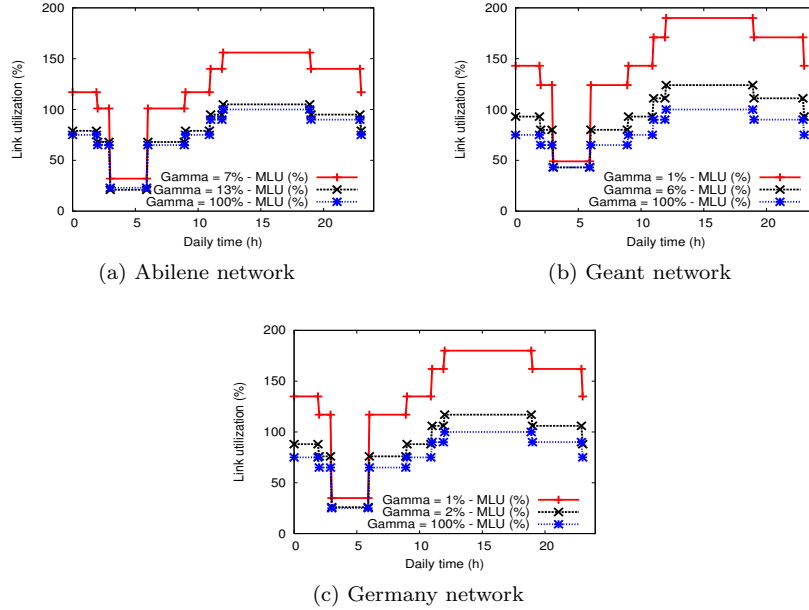 200
150
100
50
0
Link utilization (%)
Gamma = 7% - MLU (%)
Gamma = 13% - MLU (%)
Gamma = 100% - MLU (%)
0 5 10 15 20
Daily time (h)
(a) Abilene network
200
150
100
50
0
Link utilization (%)
Gamma = 1% - MLU (%)
Gamma = 6% - MLU (%)
Gamma = 100% - MLU (%)
0 5 10 15 20
Daily time (h)
(b) Geant network
200
150
100
50
0
Link utilization (%)
Gamma = 1% - MLU (%)
Gamma = 2% - MLU (%)
Gamma = 100% - MLU (%)
0 5 10 15 20
Daily time (h)
(c) Germany network